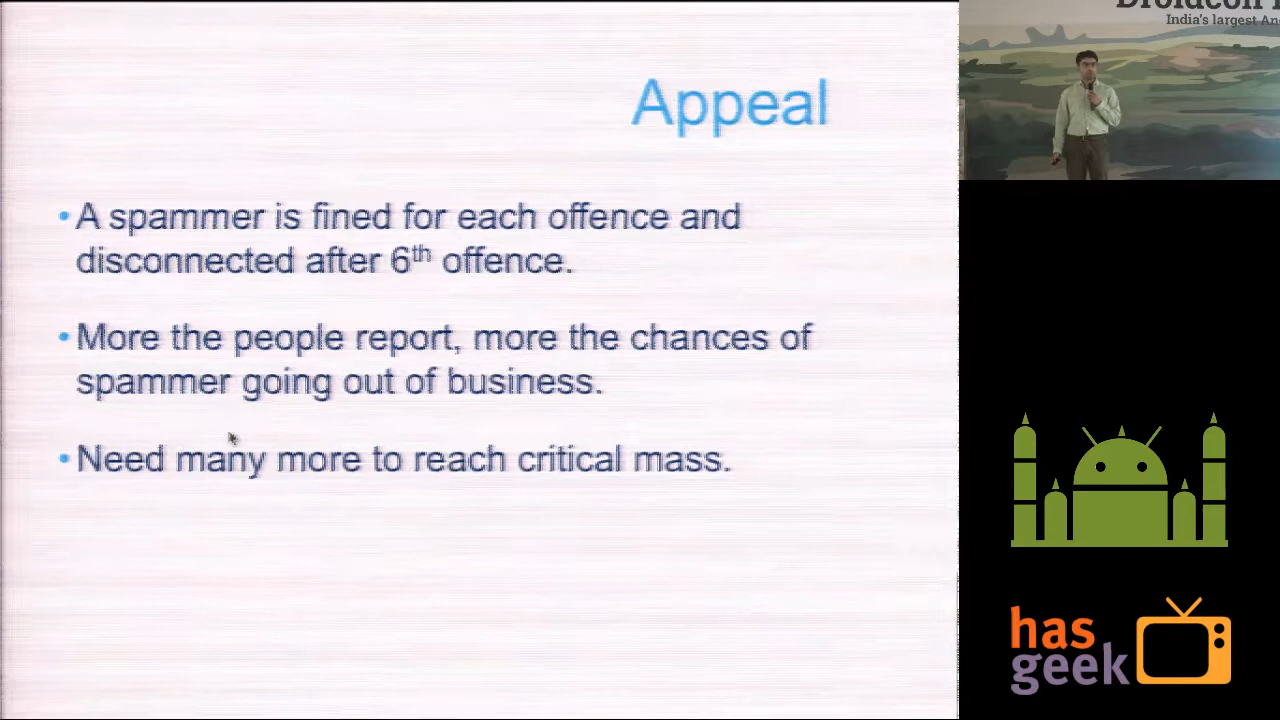 Appeal
• A spammer is fined for each offence and
disconnected after 6th offence.
• More the people report, more the chances of
spammer going out of business.
• Need many more to reach critical mass.
India's largest
has
geek